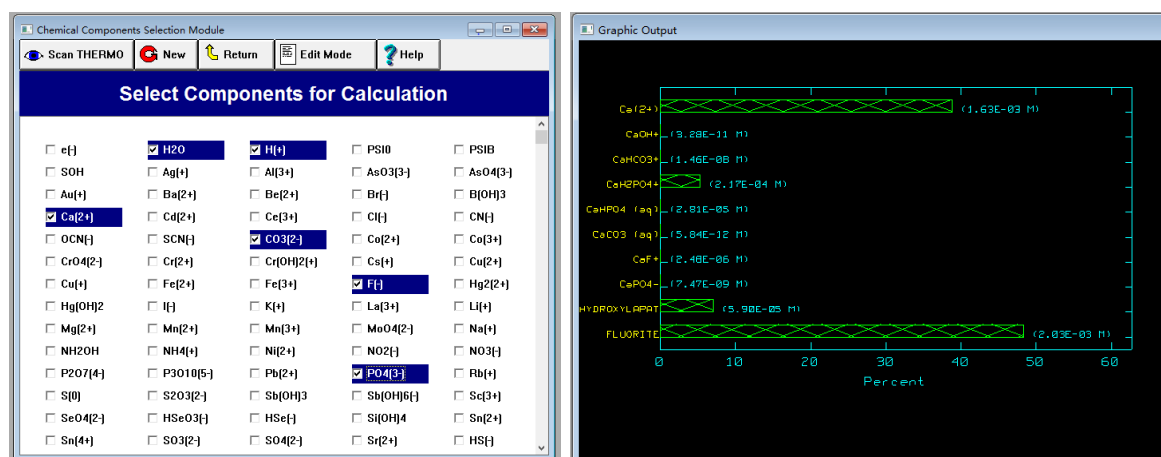 Chemical Components Selection Module
Scan THERMO New Return Edit Mode Help
Select Components for Calculation
e(-) H2O H(+) PSI0 PSIB
SOH Ag(+) Al(3+) AsO3(3-) AsO4(3-)
Au(+) Ba(2+) Be(2+) Br(-) B(OH)3
Ca(2+) Cd(2+) Ce(3+) Cl(-) CN(-)
OCN(-) SCN(-) CO3(2-) Co(2+) Co(3+)
CrO4(2-) Cr(2+) Cr(OH)2(+) Cs(+) Cu(2+)
Cu(+) Fe(2+) Fe(3+) F(-) Hg2(2+)
Hg(OH)2 I(-) K(+) La(3+) Li(+)
Mg(2+) Mn(2+) Mn(3+) MoO4(2-) Na(+)
NH2OH NH4(+) Ni(2+) NO2(-) NO3(-)
P2O7(4-) P3O10(5-) Pb(2+) PO4(3-) Rb(+)
S(0) S2O3(2-) Sb(OH)3 Sb(OH)6(-) Sc(3+)
SeO4(2-) HSeO3(-) HSe(-) Si(OH)4 Sn(2+)
Sn(4+) SO3(2-) SO4(2-) Sr(2+) HS(-)
Graphic Output
Ca(2+) (1.63E-03 M)
CaOH+ (3.28E-11 M)
CaHCO3+ (1.46E-08 M)
CaH2PO4+ (2.17E-04 M)
CaHPO4 (aq) (2.81E-05 M)
CaCO3 (aq) (5.84E-12 M)
CaF+ (2.48E-06 M)
CaPO4- (7.47E-09 M)
HYDROXYLAPAT (5.90E-05 M)
FLUORITE (2.03E-03 M)
0 10 20 30 40 50 60
Percent